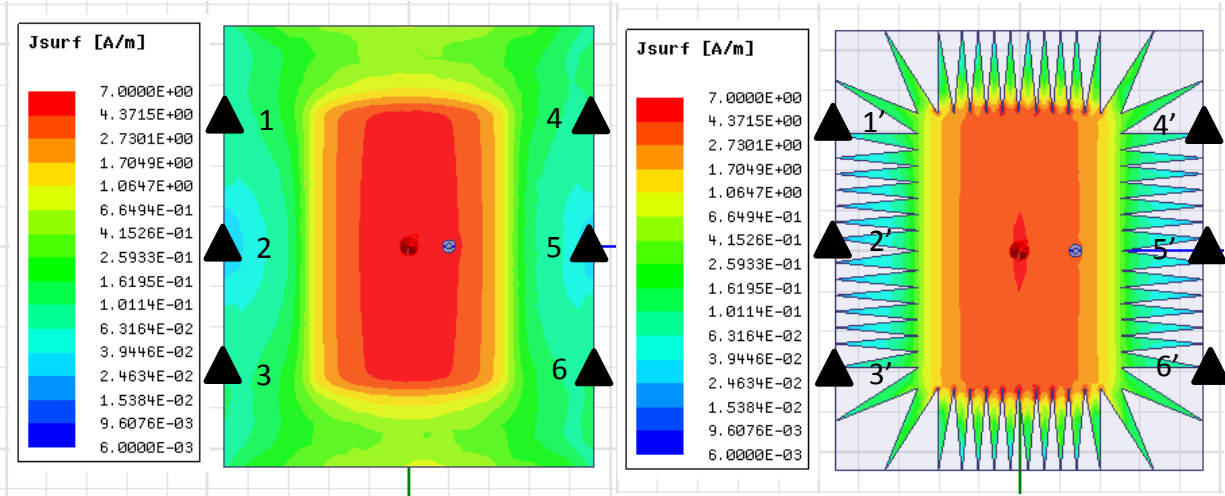 Jsurf [A/m]
7.0000E+00
4.3715E+00
2.7301E+00
1.7049E+00
1.0647E+00
6.6494E-01
4.1526E-01
2.5933E-01
1.6195E-01
1.0114E-01
6.3164E-02
3.9446E-02
2.4634E-02
1.5384E-02
9.6076E-03
6.0000E-03
1
4
2
5
3
6
Jsurf [A/m]
7.0000E+00
4.3715E+00
2.7301E+00
1.7049E+00
1.0647E+00
6.6494E-01
4.1526E-01
2.5933E-01
1.6195E-01
1.0114E-01
6.3164E-02
3.9446E-02
2.4634E-02
1.5384E-02
9.6076E-03
6.0000E-03
1’
4’
2’
5’
3’
6’